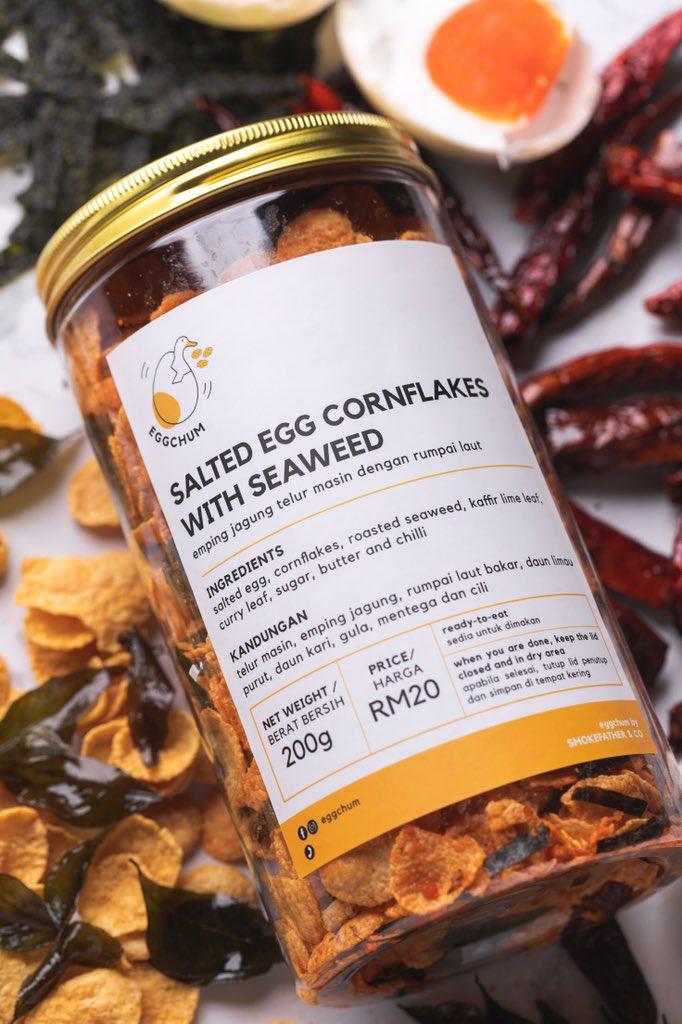 EGGCHUM
SALTED EGG CORNFLAKES
WITH SEAWEED
emping jagung telur masin dengan rumpai laut
INGREDIENTS
salted egg, cornflakes, roasted seaweed, kaffir lime leaf,
curry leaf, sugar, butter and chilli
KANDUNGAN
telur masin, emping jagung, rumpai laut bakar, daun limau
purut, daun kari, gula, mentega dan cili
NET WEIGHT /
BERAT BERSIH
200g
PRICE/
HARGA
RM20
ready-to-eat
sedia untuk dimakan
when you are done, keep the lid
closed and in dry area
apabila selesai, tutup lid penutup
dan simpan di tempat kering
eggchum by
SMOKEFATHER & CO
eggchum